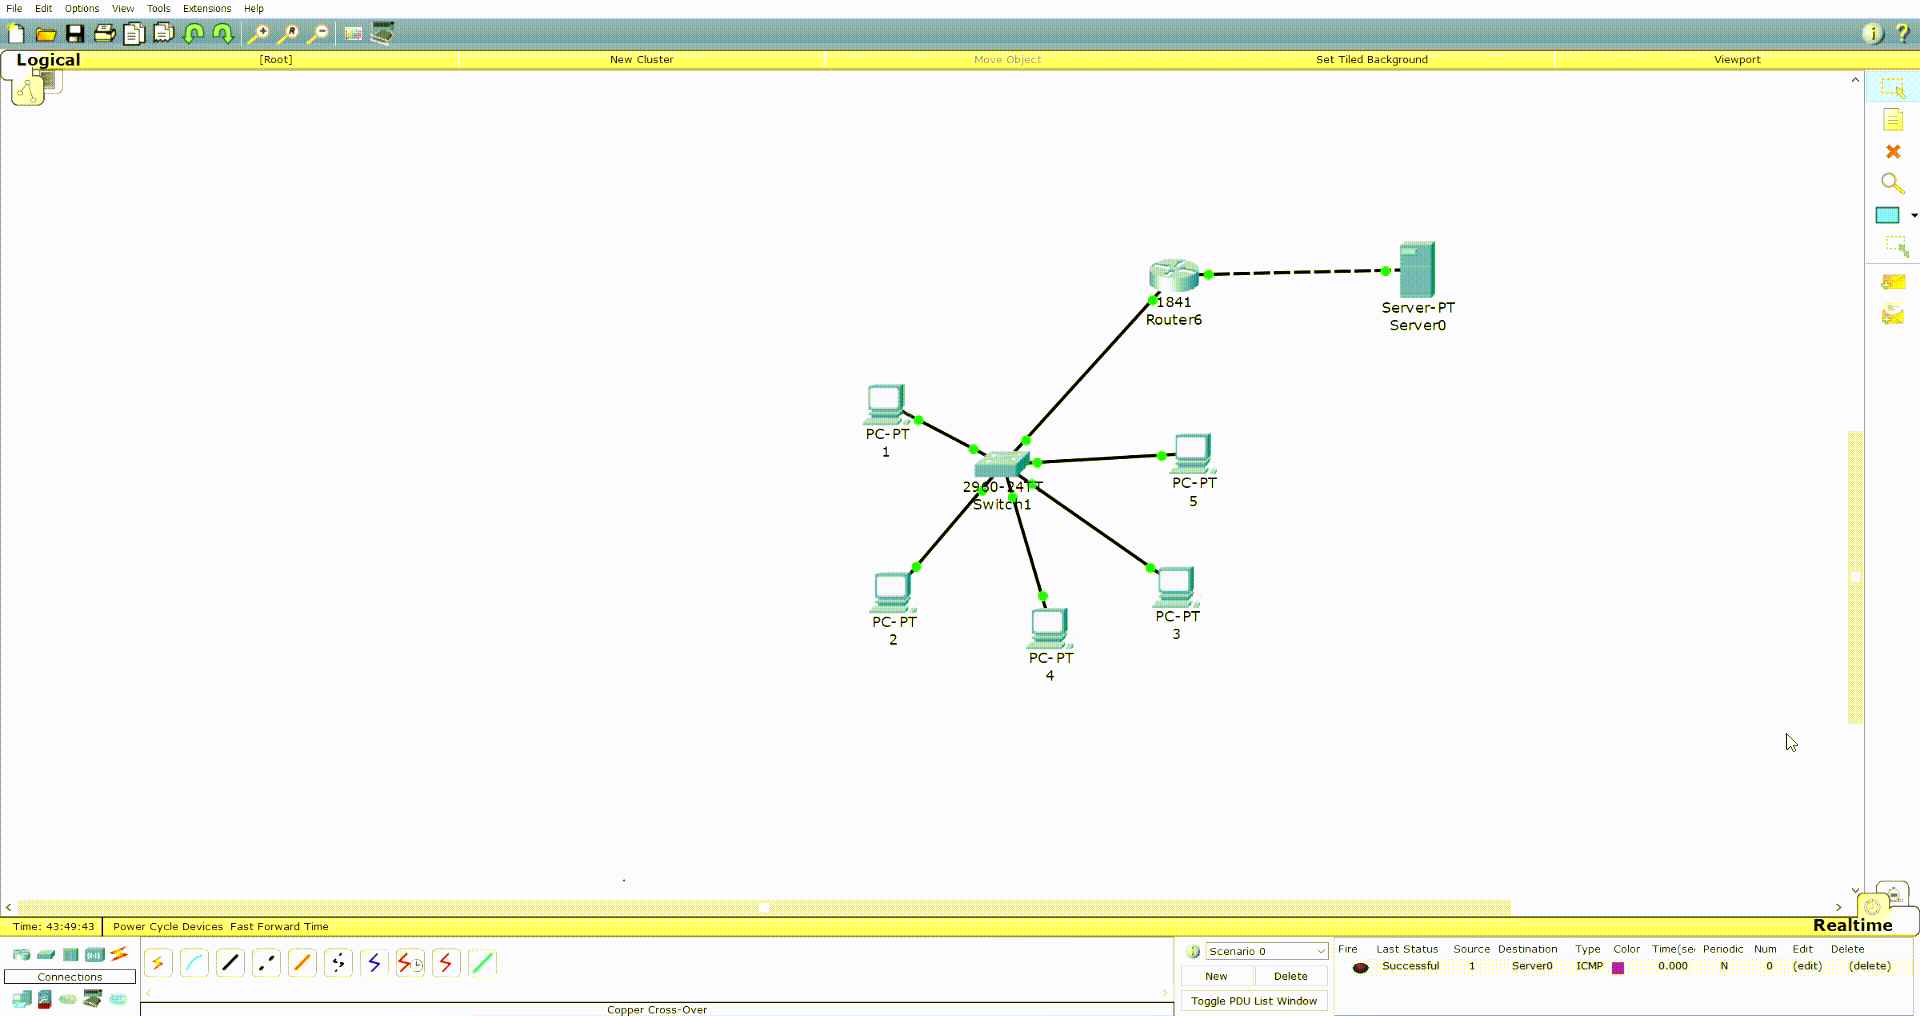 File Edit Options View Tools Extensions Help
Logical [Root] New Cluster Move Object Set Tiled Background Viewport
1841
Router6
Server-PT
Server0
PC-PT
1
2960-24TT
Switch1
PC-PT
5
PC-PT
2
PC-PT
3
PC-PT
4
Time: 43:49:43 Power Cycle Devices Fast Forward Time Realtime
Connections
Copper Cross-Over
Scenario 0
New Delete
Toggle PDU List Window
Fire Last Status Source Destination Type Color Time(sec Periodic Num Edit Delete
Successful 1 Server0 ICMP 0.000 N 0 (edit) (delete)